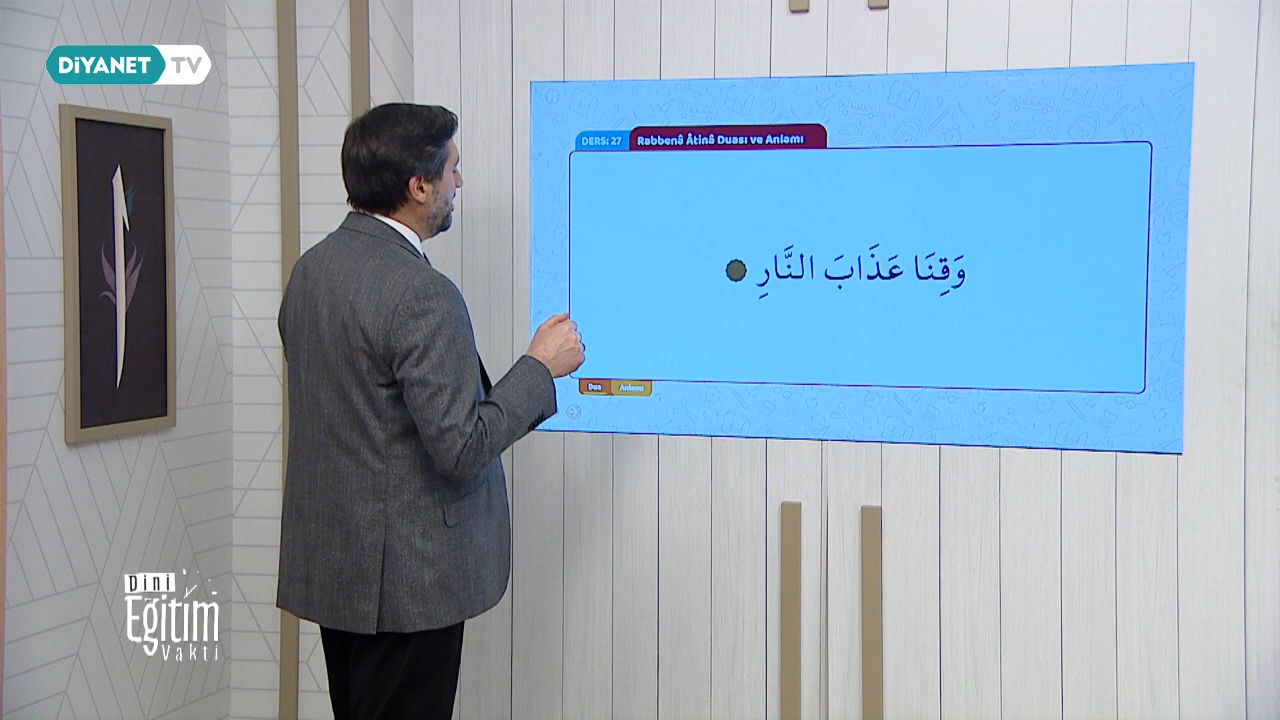 DİYANET TV
DERS: 27
Rabbenâ Âtinâ Duası ve Anlamı
وَقِنَا عَذَابَ النَّارِ
Dua
Anlamı
Dini
Eğitim
Vakti